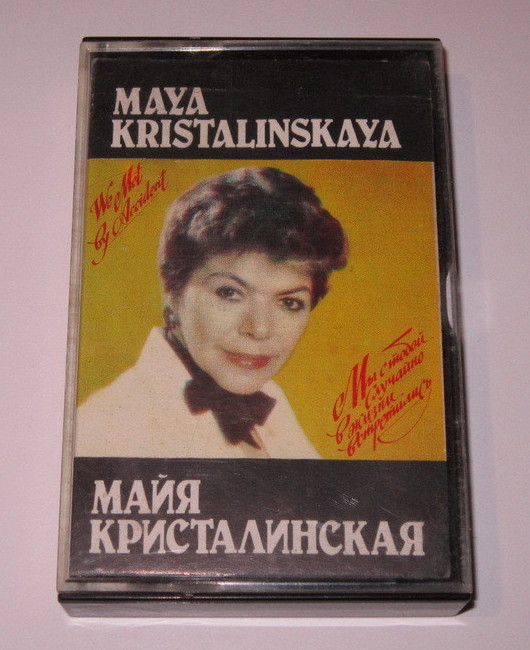 MAYA
KRISTALINSKAYA
We Met
by Accident
Мы с тобой
случайно
в жизни
встретились
МАЙЯ
КРИСТАЛИНСКАЯ